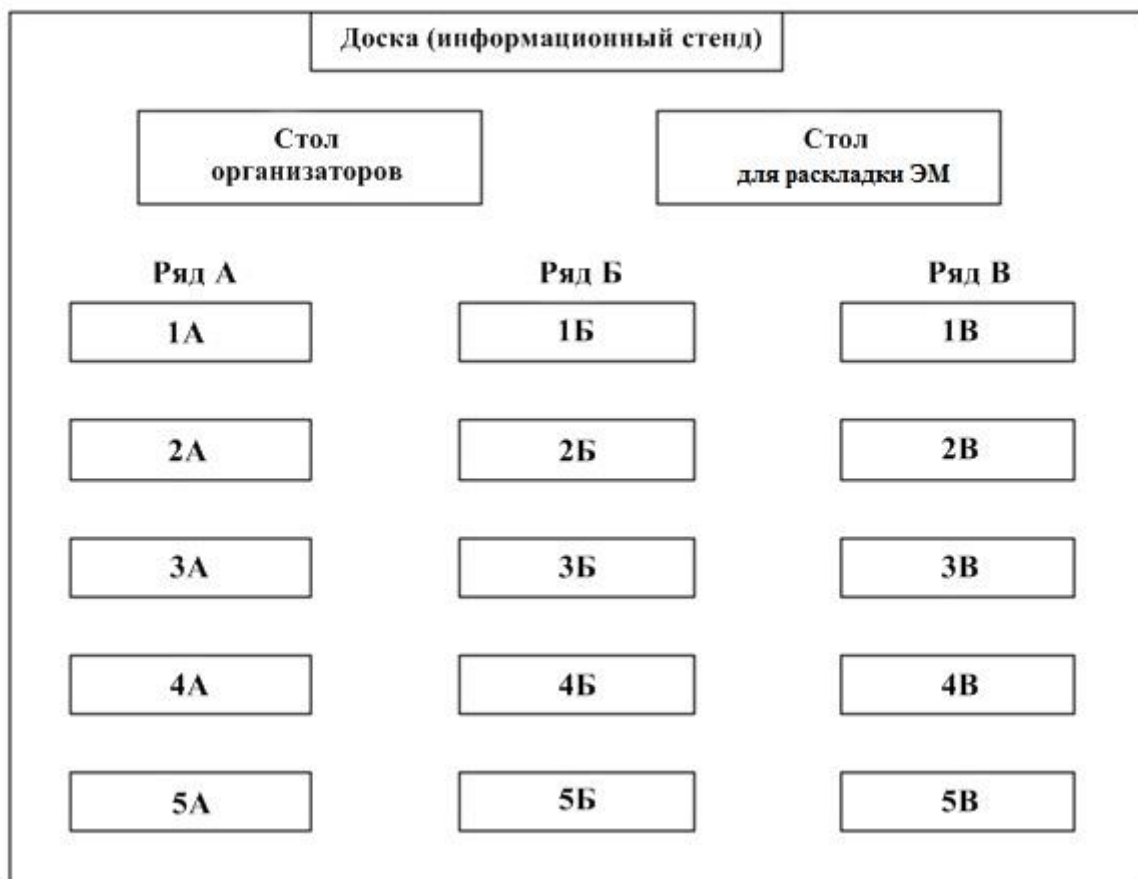 Доска (информационный стенд)
Стол
организаторов
Стол
для раскладки ЭМ
Ряд А
Ряд Б
Ряд В
1А
1Б
1В
2А
2Б
2В
3А
3Б
3В
4А
4Б
4В
5А
5Б
5В